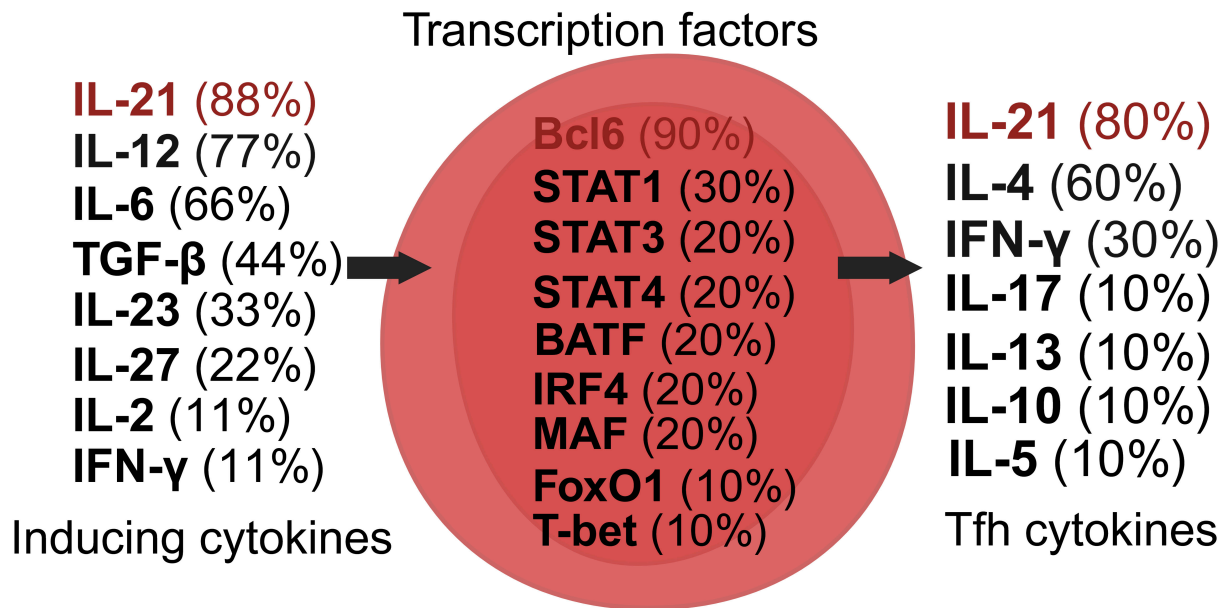 Transcription factors
IL-21 (88%)
IL-12 (77%)
IL-6 (66%)
TGF-β (44%)
IL-23 (33%)
IL-27 (22%)
IL-2 (11%)
IFN-γ (11%)
Inducing cytokines
Bcl6 (90%)
STAT1 (30%)
STAT3 (20%)
STAT4 (20%)
BATF (20%)
IRF4 (20%)
MAF (20%)
FoxO1 (10%)
T-bet (10%)
IL-21 (80%)
IL-4 (60%)
IFN-γ (30%)
IL-17 (10%)
IL-13 (10%)
IL-10 (10%)
IL-5 (10%)
Tfh cytokines